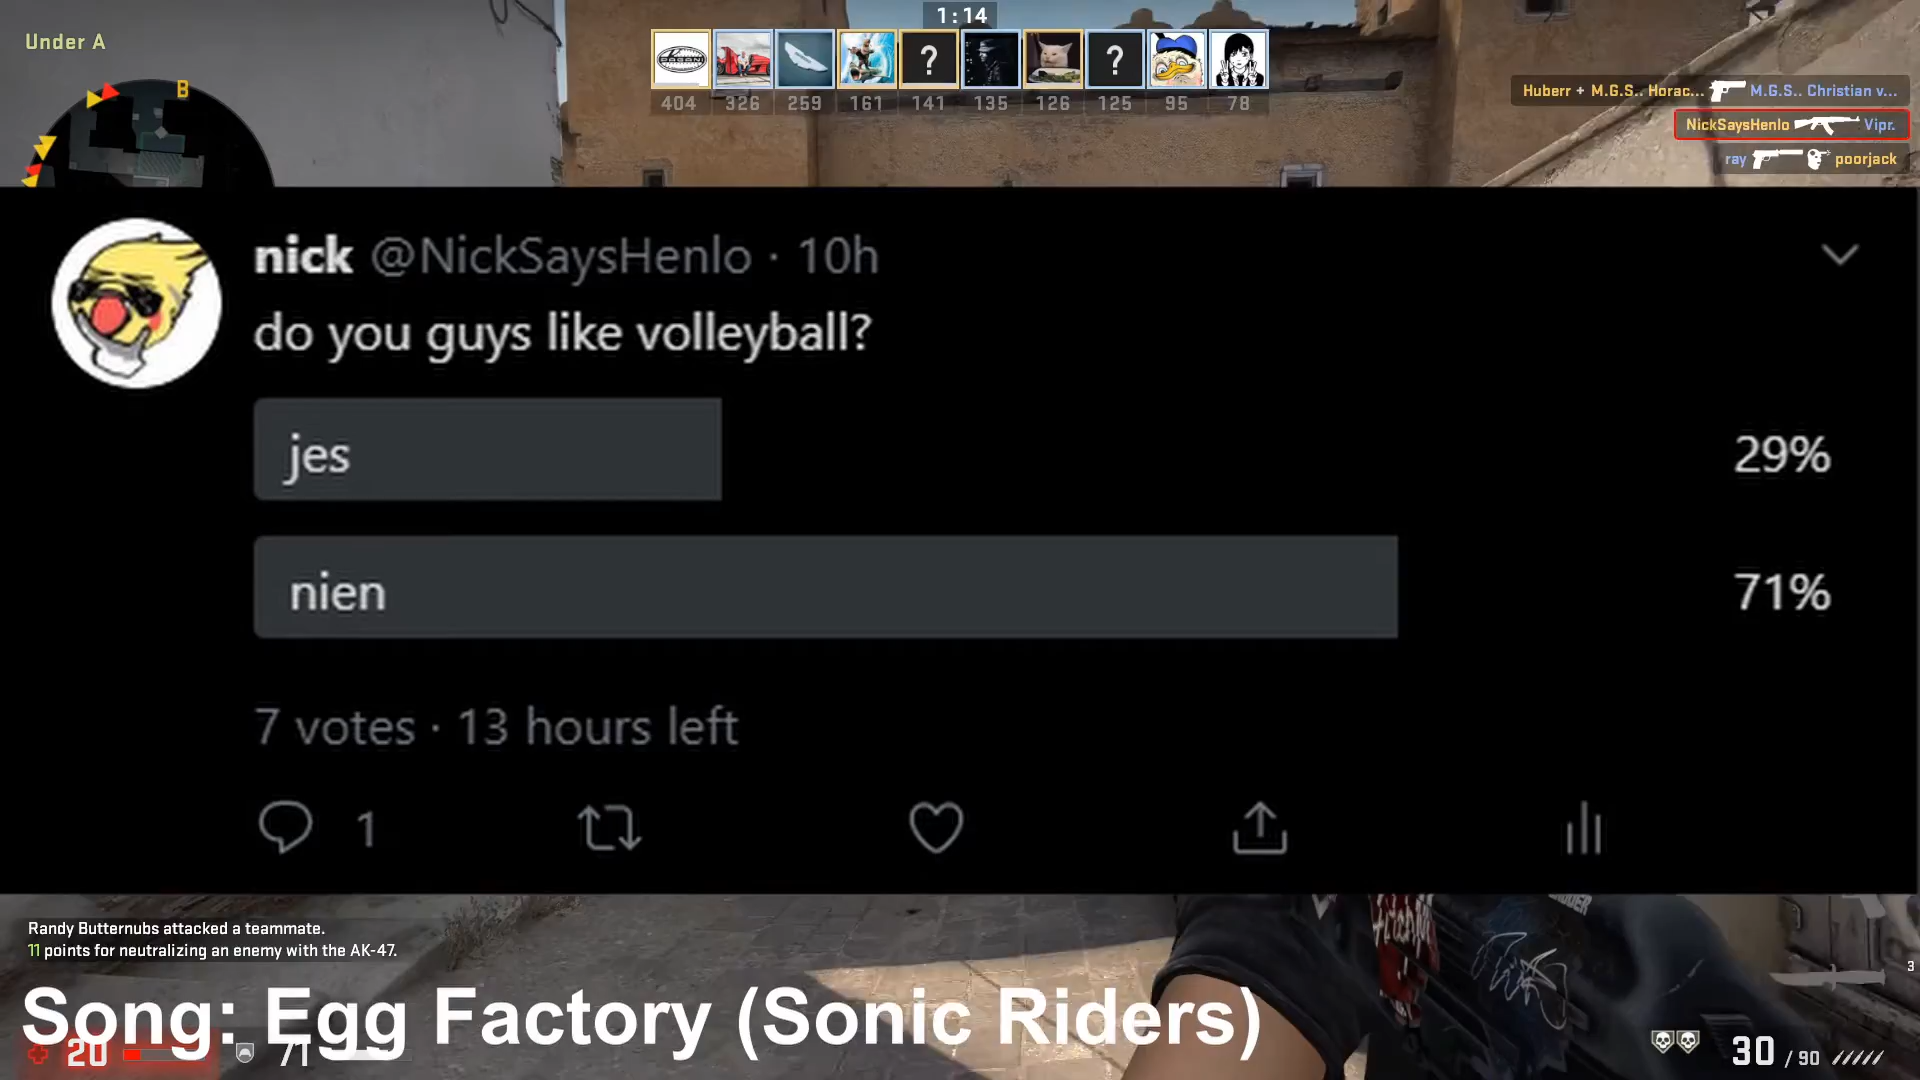 1:14
Under A
B
?
?
PAGANI
404 326 259 161 141 135 126 125 95 78
Huberr + M.G.S.. Horac... M.G.S.. Christian v...
NickSaysHenlo Vipr.
ray poorjack
nick @NickSaysHenlo · 10h
do you guys like volleyball?
jes 29%
nien 71%
7 votes · 13 hours left
1
Randy Butternubs attacked a teammate.
11 points for neutralizing an enemy with the AK-47.
3
Song: Egg Factory (Sonic Riders)
20 71
30 / 90